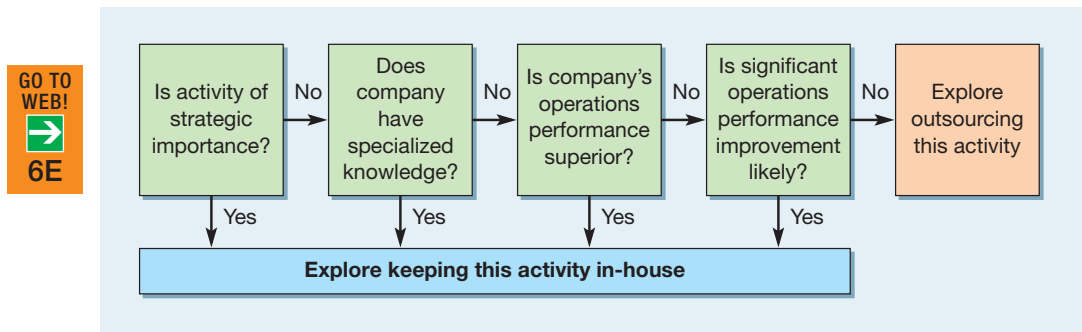 GO TO
WEB!
6E
Is activity of
strategic
importance?
No
Does
company
have
specialized
knowledge?
No
Is company's
operations
performance
superior?
No
Is significant
operations
performance
improvement
likely?
No
Explore
outsourcing
this activity
Yes
Yes
Yes
Yes
Explore keeping this activity in-house